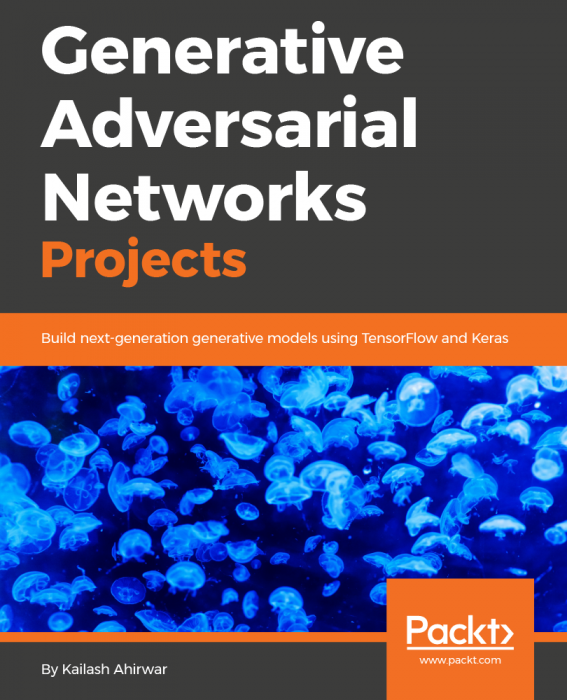 Generative
Adversarial
Networks
Projects
Build next-generation generative models using TensorFlow and Keras
Packt>
www.packt.com
By Kailash Ahirwar